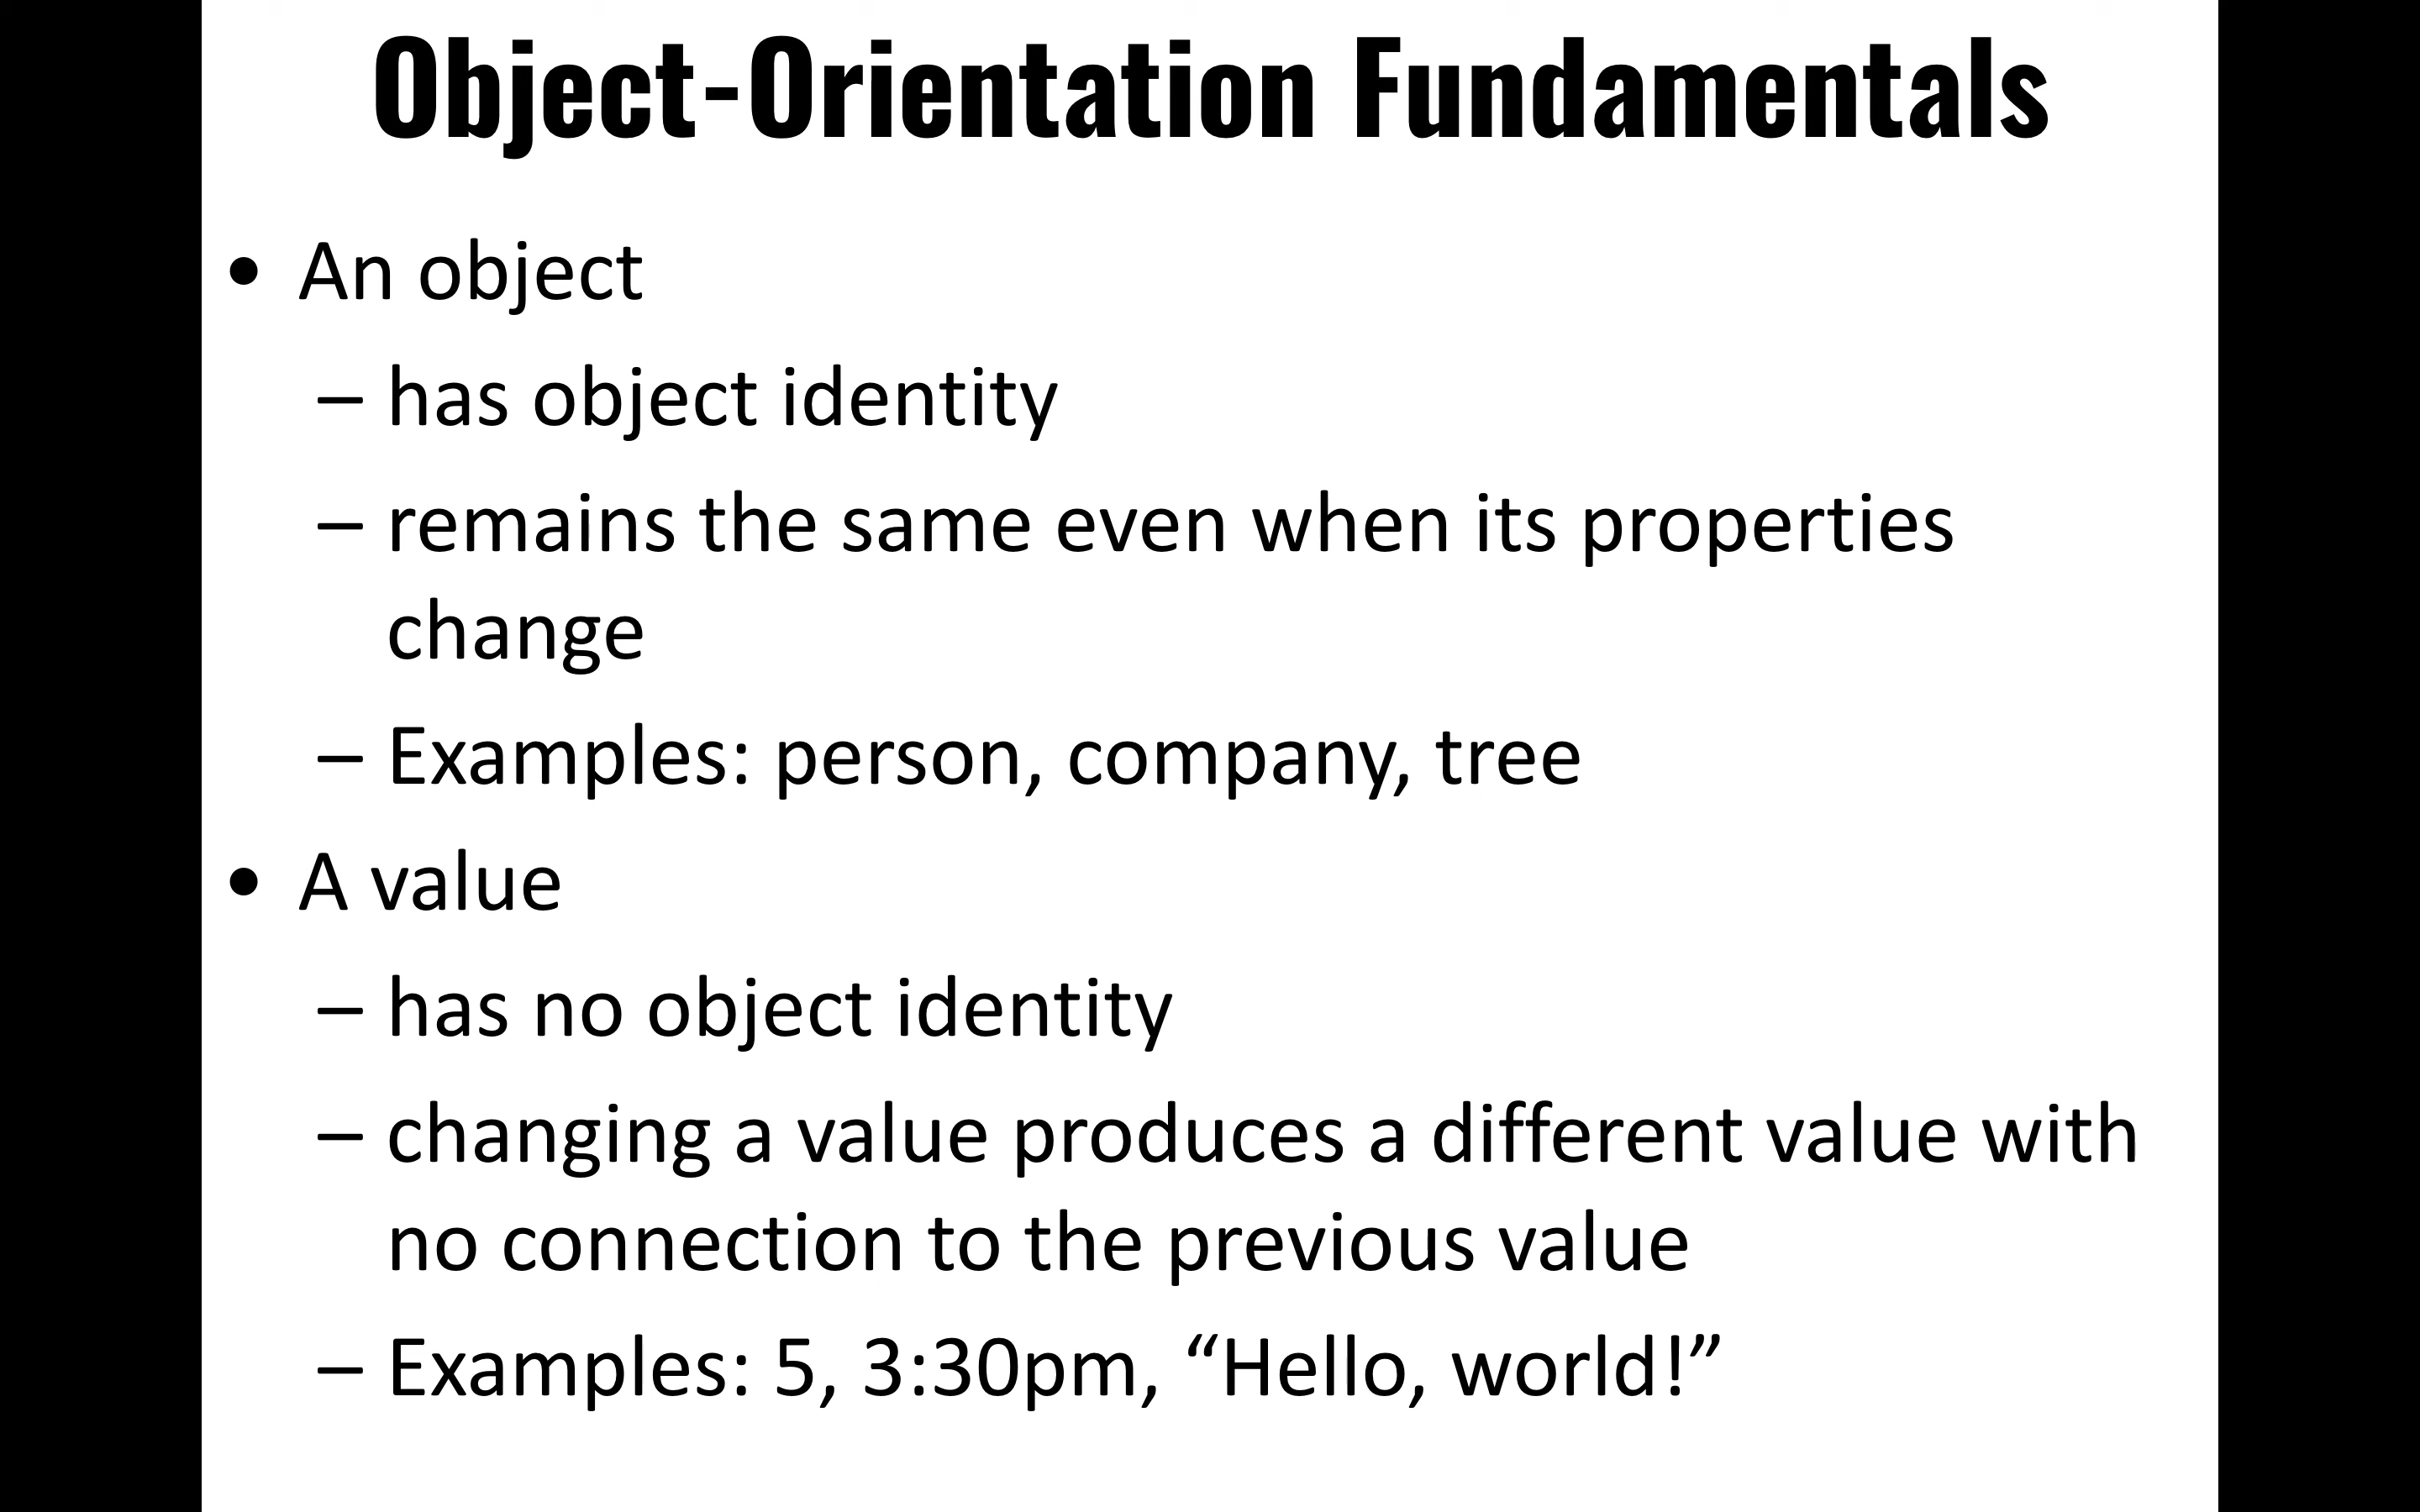 Object-Orientation Fundamentals
• An object
– has object identity
– remains the same even when its properties
change
– Examples: person, company, tree
• A value
– has no object identity
– changing a value produces a different value with
no connection to the previous value
– Examples: 5, 3:30pm, “Hello, world!”